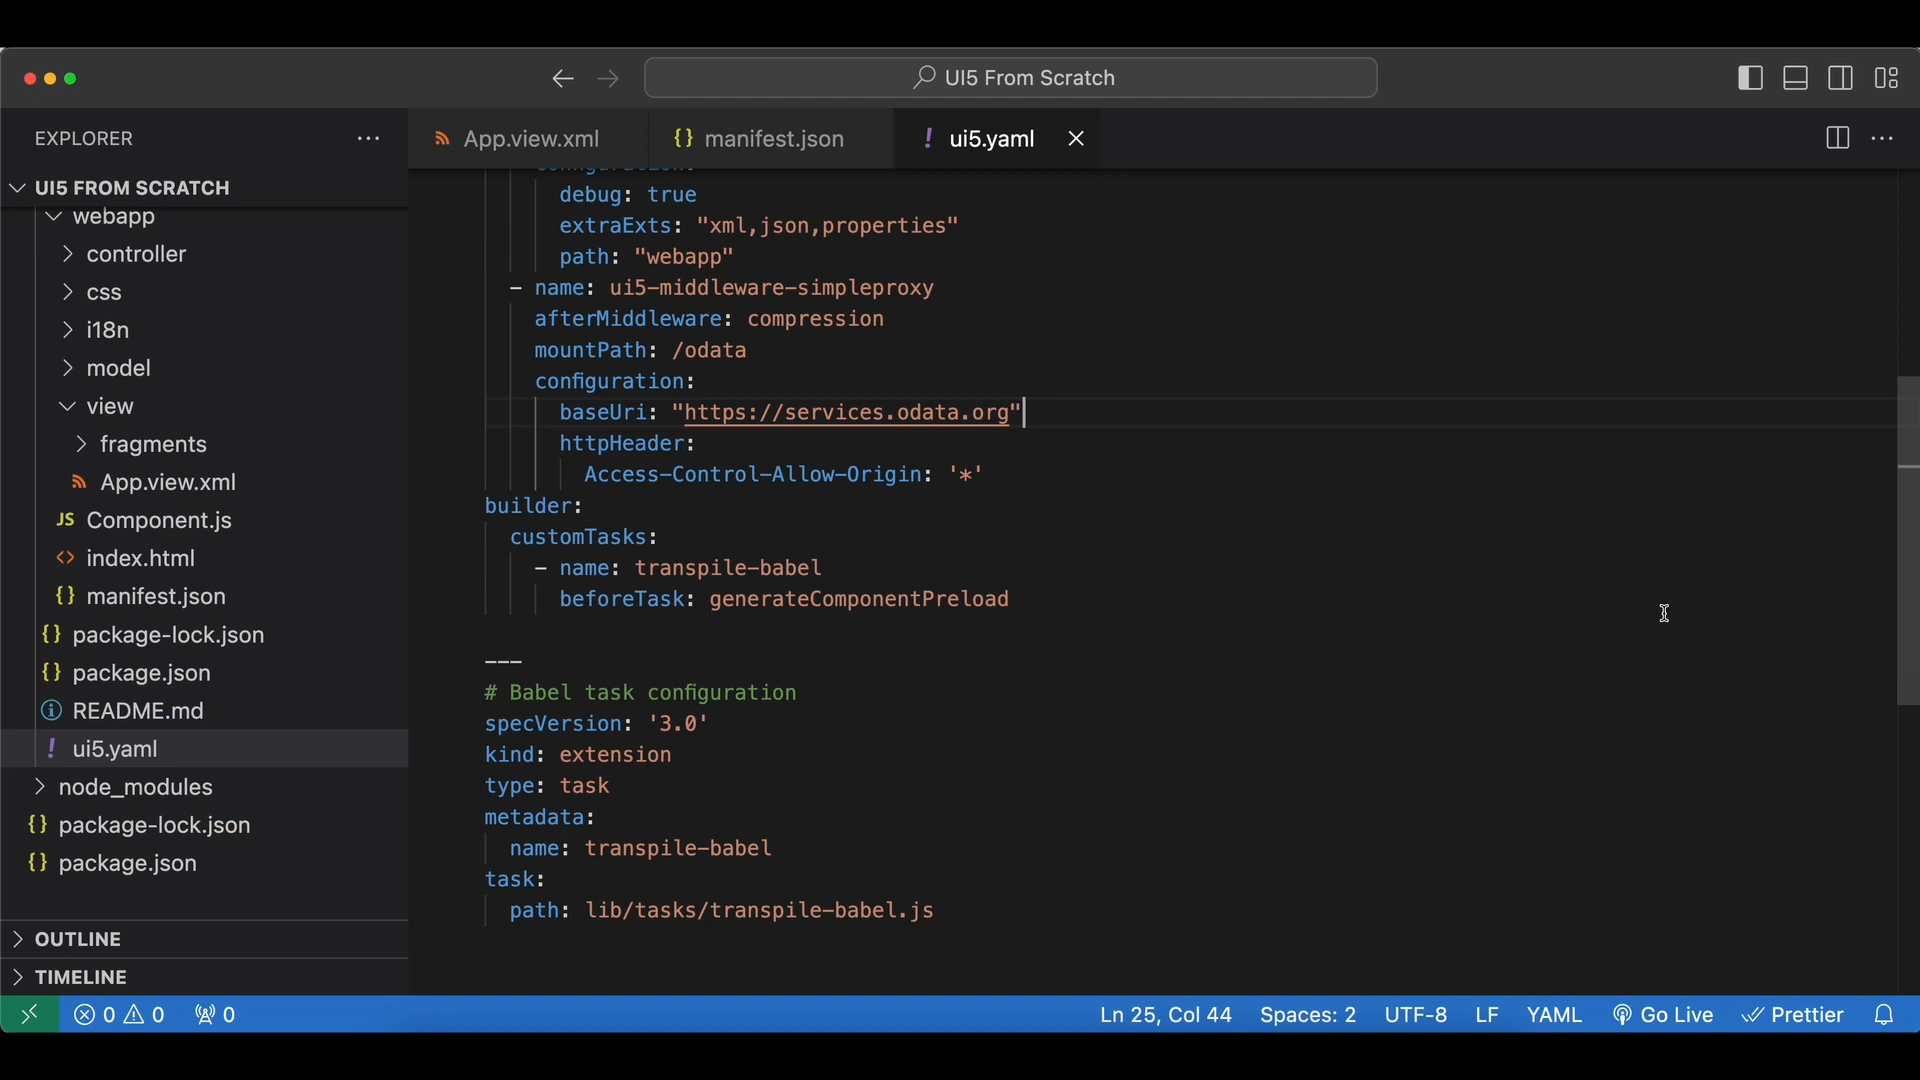 UI5 From Scratch
EXPLORER
App.view.xml
{} manifest.json
! ui5.yaml
UI5 FROM SCRATCH
webapp
controller
css
i18n
model
view
fragments
App.view.xml
JS Component.js
<> index.html
{} manifest.json
{} package-lock.json
{} package.json
README.md
! ui5.yaml
node_modules
{} package-lock.json
{} package.json
OUTLINE
TIMELINE
configuration:
debug: true
extraExts: "xml,json,properties"
path: "webapp"
- name: ui5-middleware-simpleproxy
afterMiddleware: compression
mountPath: /odata
configuration:
baseUri: "https://services.odata.org"
httpHeader:
Access-Control-Allow-Origin: '*'
builder:
customTasks:
- name: transpile-babel
beforeTask: generateComponentPreload
---
# Babel task configuration
specVersion: '3.0'
kind: extension
type: task
metadata:
name: transpile-babel
task:
path: lib/tasks/transpile-babel.js
0 0 0 Ln 25, Col 44 Spaces: 2 UTF-8 LF YAML Go Live Prettier